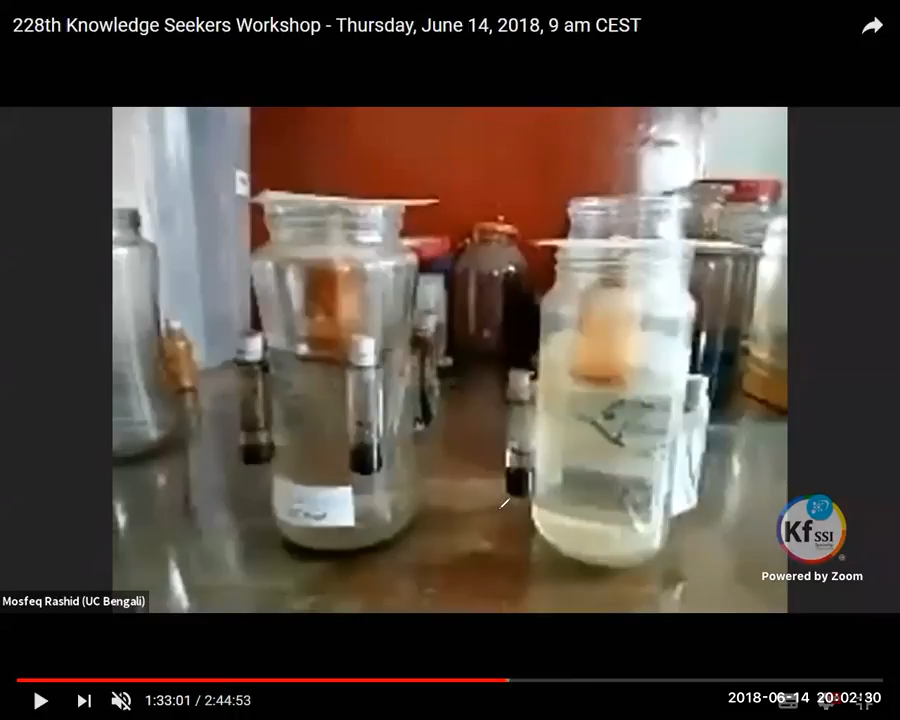 228th Knowledge Seekers Workshop - Thursday, June 14, 2018, 9 am CEST
Kf SSI
Powered by Zoom
Mosfeq Rashid (UC Bengali)
1:33:01 / 2:44:53
2018-06-14 20:02:30